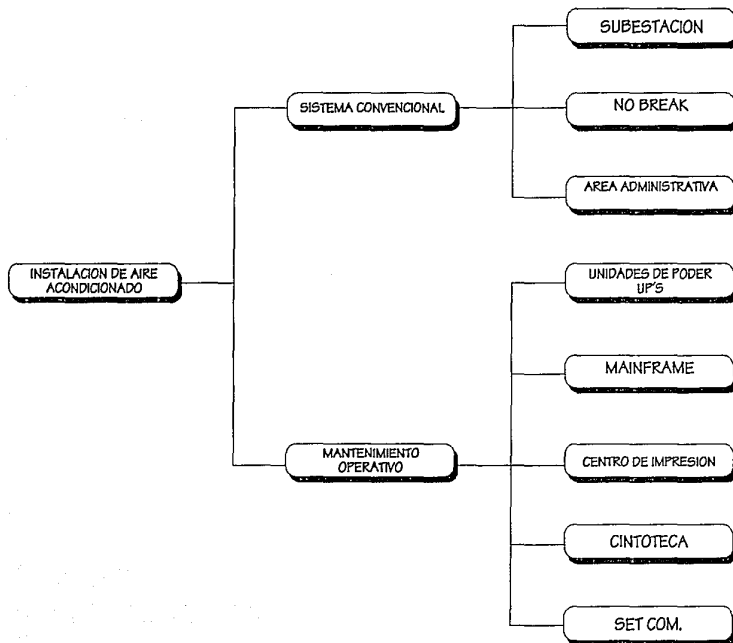 SUBESTACION
SISTEMA CONVENCIONAL
NO BREAK
AREA ADMINISTRATIVA
INSTALACION DE AIRE
ACONDICIONADO
UNIDADES DE PODER
UP'S
MAINFRAME
MANTENIMIENTO
OPERATIVO
CENTRO DE IMPRESION
CINTOTECA
SET COM.